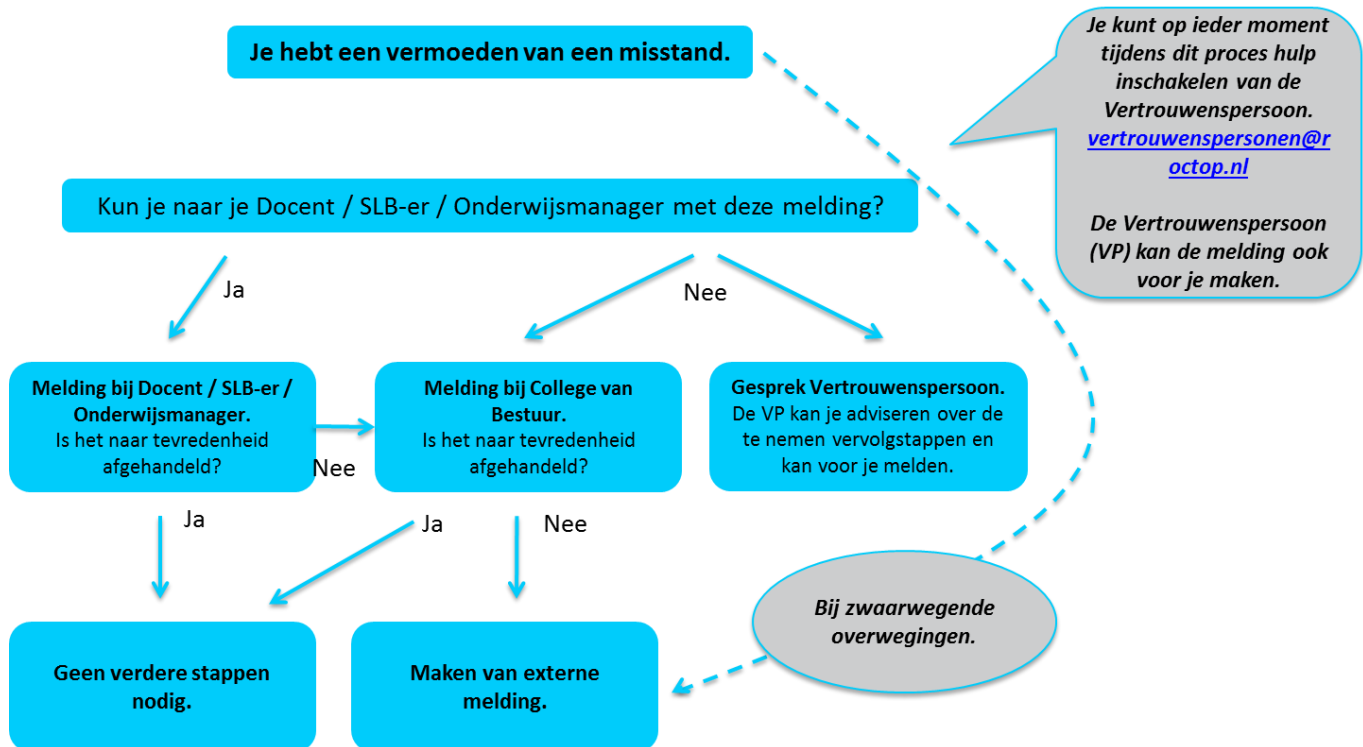 Je hebt een vermoeden van een misstand.
Je kunt op ieder moment
tijdens dit proces hulp
inschakelen van de
Vertrouwenspersoon.
vertrouwenspersonen@r
octop.nl
De Vertrouwenspersoon
(VP) kan de melding ook
voor je maken.
Kun je naar je Docent / SLB-er / Onderwijsmanager met deze melding?
Ja
Nee
Melding bij Docent / SLB-er /
Onderwijsmanager.
Is het naar tevredenheid
afgehandeld?
Nee
Melding bij College van
Bestuur.
Is het naar tevredenheid
afgehandeld?
Gesprek Vertrouwenspersoon.
De VP kan je adviseren over de
te nemen vervolgstappen en
kan voor je melden.
Ja
Ja
Nee
Geen verdere stappen
nodig.
Maken van externe
melding.
Bij zwaarwegende
overwegingen.